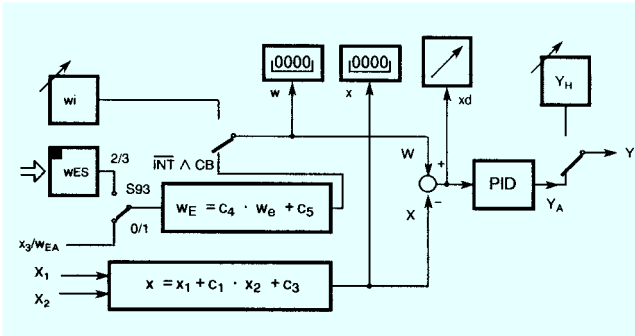 0000
0000
w
x
xd
wi
Y_H
INT ∧ CB
W
+
Y
wES
2/3
S93
w_E = c_4 · w_e + c_5
X
−
PID
Y_A
0/1
x_3/w_EA
X_1
X_2
x = x_1 + c_1 · x_2 + c_3